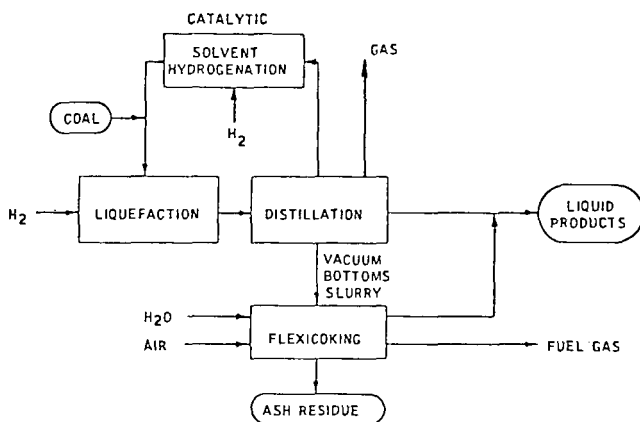 CATALYTIC
SOLVENT
HYDROGENATION
GAS
COAL
H2
H2
LIQUEFACTION
DISTILLATION
LIQUID
PRODUCTS
VACUUM
BOTTOMS
SLURRY
H2O
AIR
FLEXICOKING
FUEL GAS
ASH RESIDUE